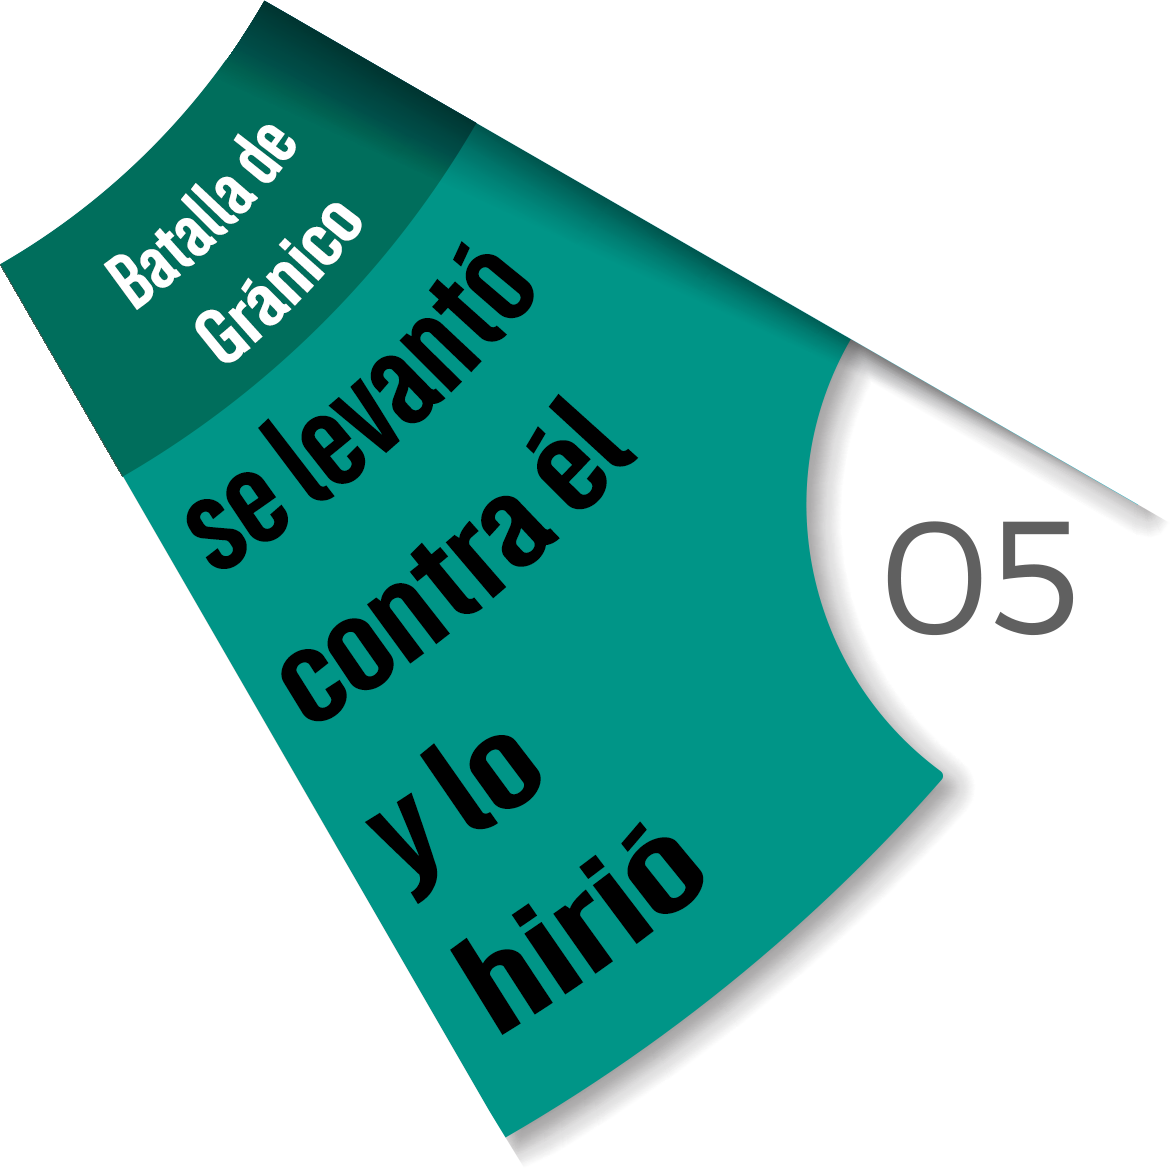 Batalla de
Gránico
se levantó
contra él
y lo
hirió
05